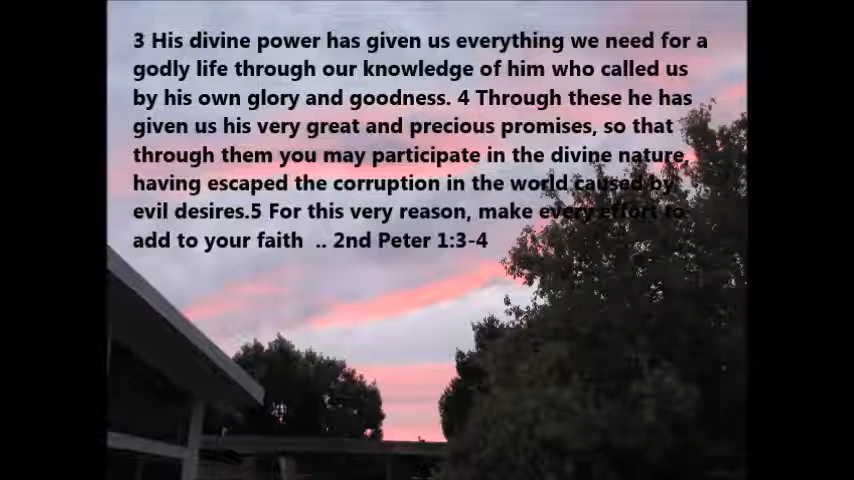 3 His divine power has given us everything we need for a
godly life through our knowledge of him who called us
by his own glory and goodness. 4 Through these he has
given us his very great and precious promises, so that
through them you may participate in the divine nature,
having escaped the corruption in the world caused by
evil desires.5 For this very reason, make every effort to
add to your faith .. 2nd Peter 1:3-4